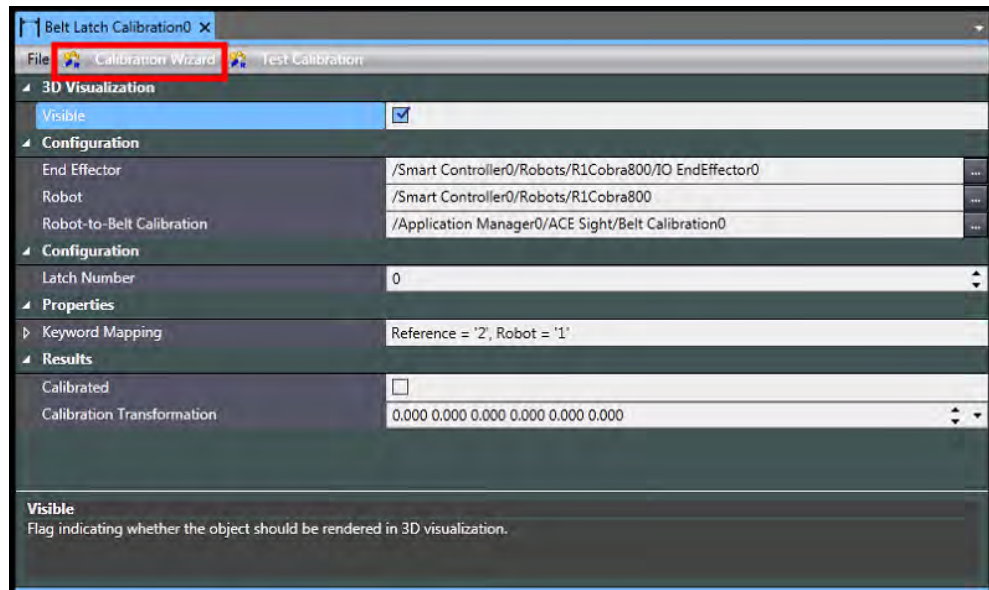 Belt Latch Calibration0
File Calibration Wizard Test Calibration
3D Visualization
Visible
Configuration
End Effector /Smart Controller0/Robots/R1Cobra800/IO EndEffector0 ...
Robot /Smart Controller0/Robots/R1Cobra800 ...
Robot-to-Belt Calibration /Application Manager0/ACE Sight/Belt Calibration0 ...
Configuration
Latch Number 0
Properties
Keyword Mapping Reference = '2', Robot = '1'
Results
Calibrated
Calibration Transformation 0.000 0.000 0.000 0.000 0.000 0.000
Visible
Flag indicating whether the object should be rendered in 3D visualization.